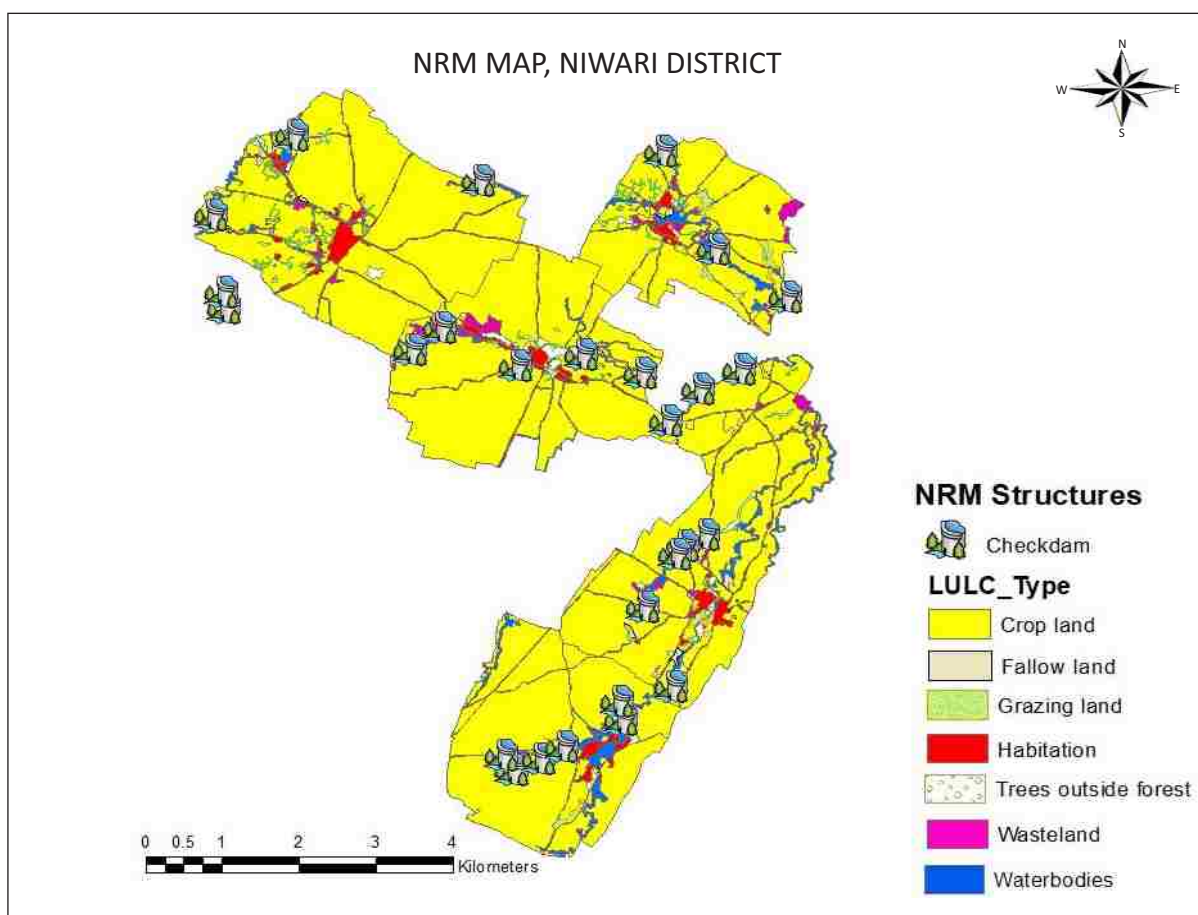 NRM MAP, NIWARI DISTRICT
N
W E
S
NRM Structures
Checkdam
LULC_Type
Crop land
Fallow land
Grazing land
Habitation
Trees outside forest
Wasteland
Waterbodies
0 0.5 1 2 3 4
Kilometers